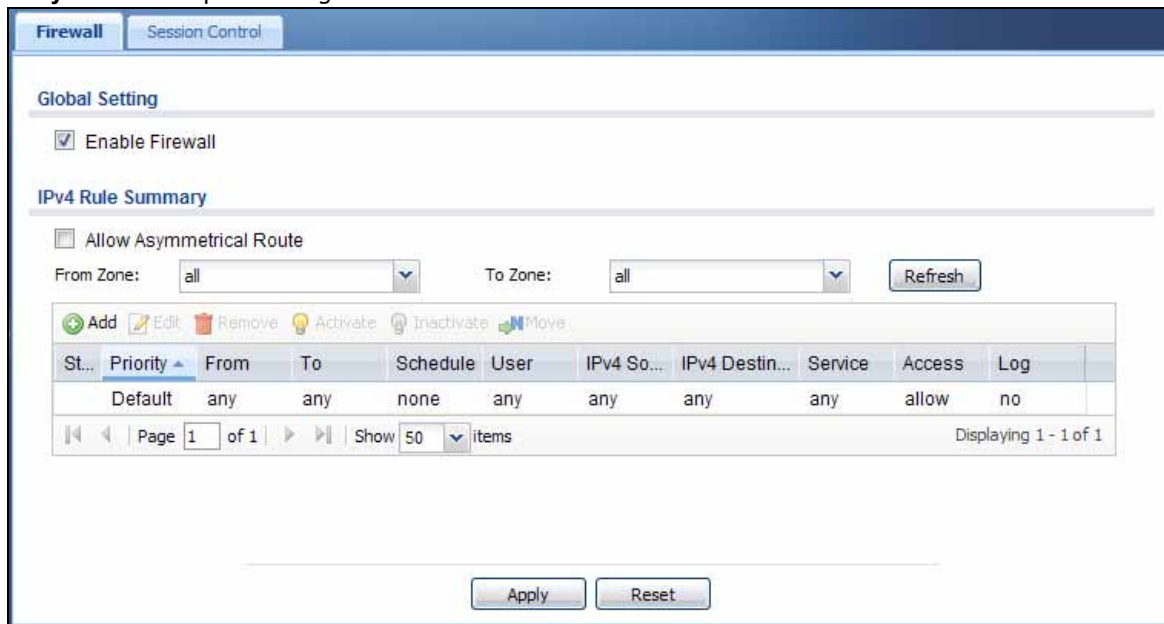 Firewall Session Control
Global Setting
Enable Firewall
IPv4 Rule Summary
Allow Asymmetrical Route
From Zone: all To Zone: all Refresh
Add Edit Remove Activate Inactivate Move
St... Priority From To Schedule User IPv4 So... IPv4 Destin... Service Access Log
Default any any none any any any any allow no
Page 1 of 1 Show 50 items Displaying 1 - 1 of 1
Apply Reset